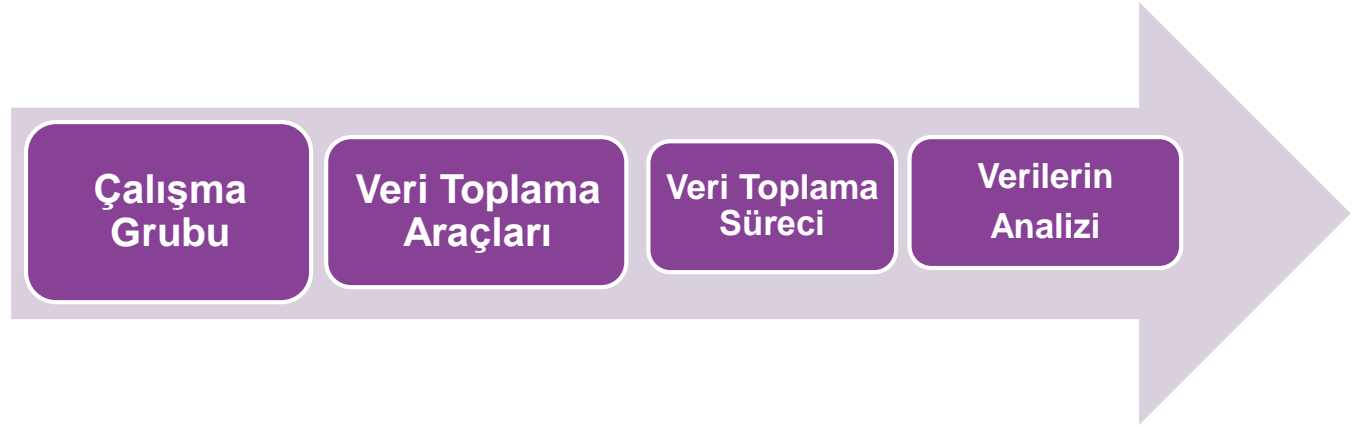 Çalışma
Grubu
Veri Toplama
Araçları
Veri Toplama
Süreci
Verilerin
Analizi